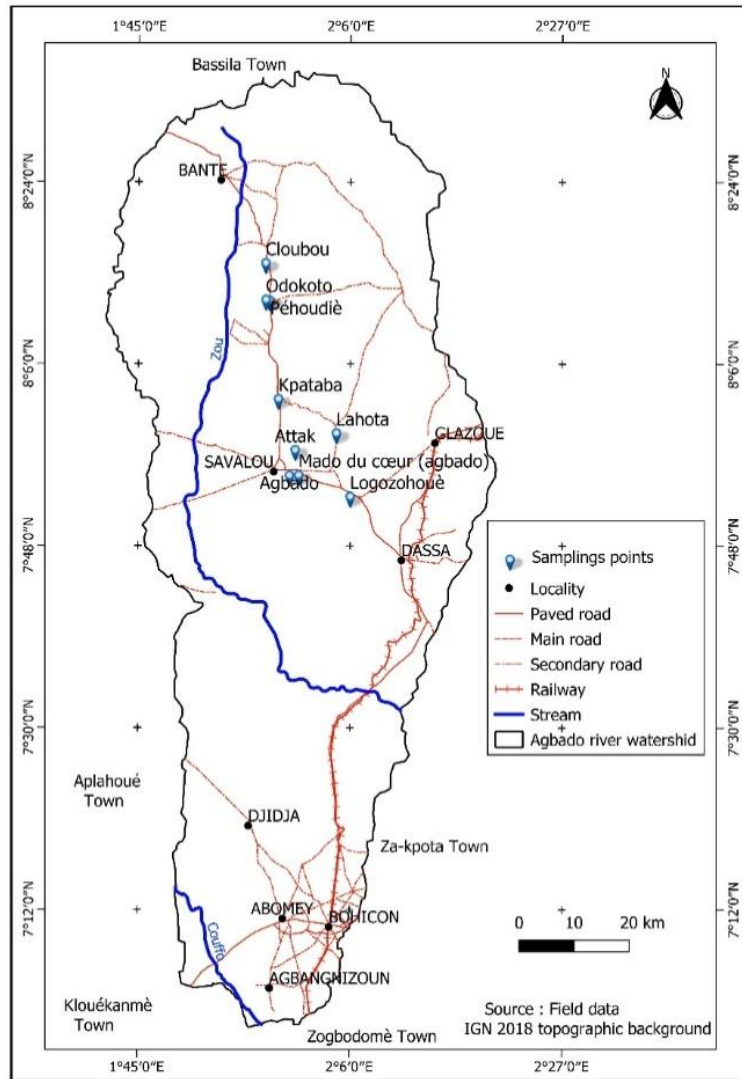 1°45'0"E 2°6'0"E 2°27'0"E
Bassila Town
N
BANTE
8°24'0"N 8°24'0"N
Cloubou
Odokoto
Péhoudiè
Zou
8°6'0"N 8°6'0"N
Kpataba
Lahota
Attak
GLAZOUE
SAVALOU
Mado du cœur (agbado)
Agbado
Logozohouè
7°48'0"N 7°48'0"N
DASSA
Samplings points
Locality
Paved road
Main road
Secondary road
Railway
Stream
Agbado river watershid
7°30'0"N 7°30'0"N
Aplahoué
Town
DJIDJA
Za-kpota Town
7°12'0"N 7°12'0"N
ABOMEY
BOHICON
Couffo
0 10 20 km
AGBANGNIZOUN
Klouékanmè
Town
Source : Field data
IGN 2018 topographic background
Zogbodomè Town
1°45'0"E 2°6'0"E 2°27'0"E